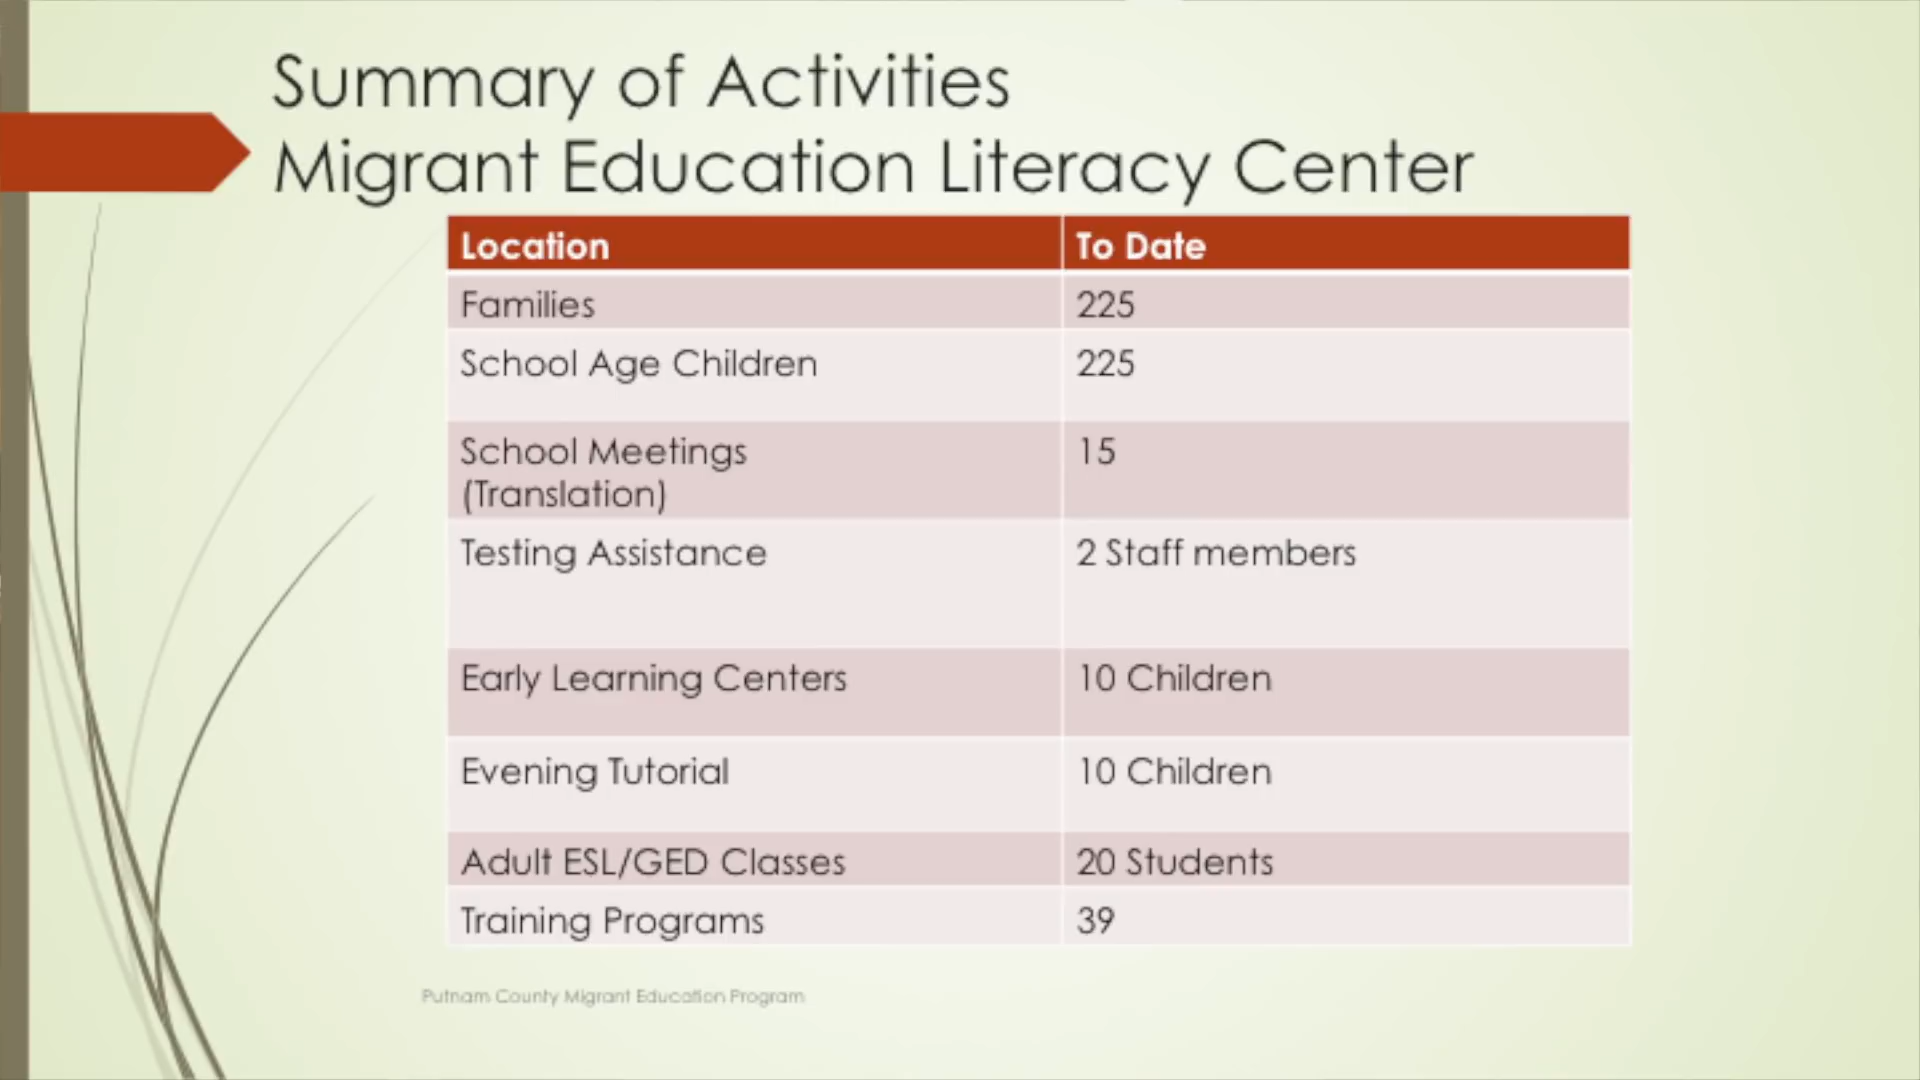 Summary of Activities
Migrant Education Literacy Center
Location To Date
Families 225
School Age Children 225
School Meetings 15
(Translation)
Testing Assistance 2 Staff members
Early Learning Centers 10 Children
Evening Tutorial 10 Children
Adult ESL/GED Classes 20 Students
Training Programs 39
Putnam County Migrant Education Program